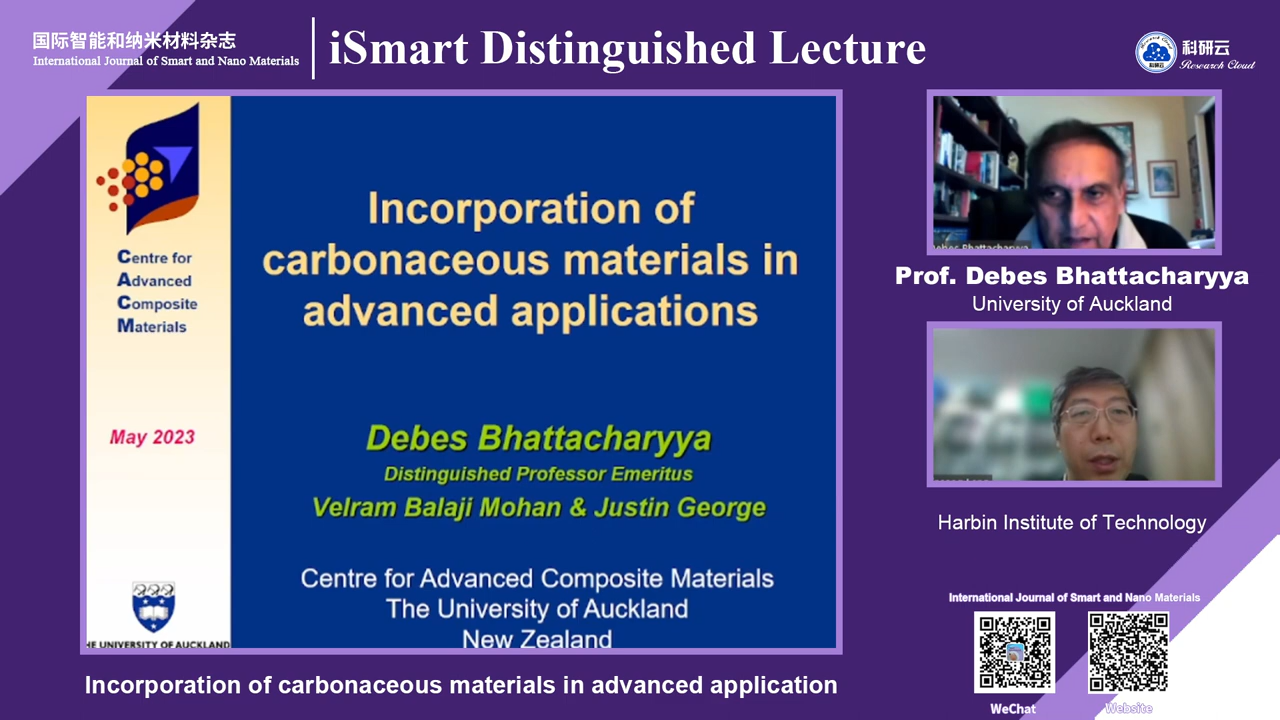 国际智能和纳米材料杂志
International Journal of Smart and Nano Materials
iSmart Distinguished Lecture
科研云
Research Cloud
Centre for
Advanced
Composite
Materials
May 2023
THE UNIVERSITY OF AUCKLAND
Incorporation of
carbonaceous materials in
advanced applications
Debes Bhattacharyya
Distinguished Professor Emeritus
Velram Balaji Mohan & Justin George
Centre for Advanced Composite Materials
The University of Auckland
New Zealand
Incorporation of carbonaceous materials in advanced application
Debes Bhattacharyya
Prof. Debes Bhattacharyya
University of Auckland
Harbin Institute of Technology
International Journal of Smart and Nano Materials
WeChat
Website